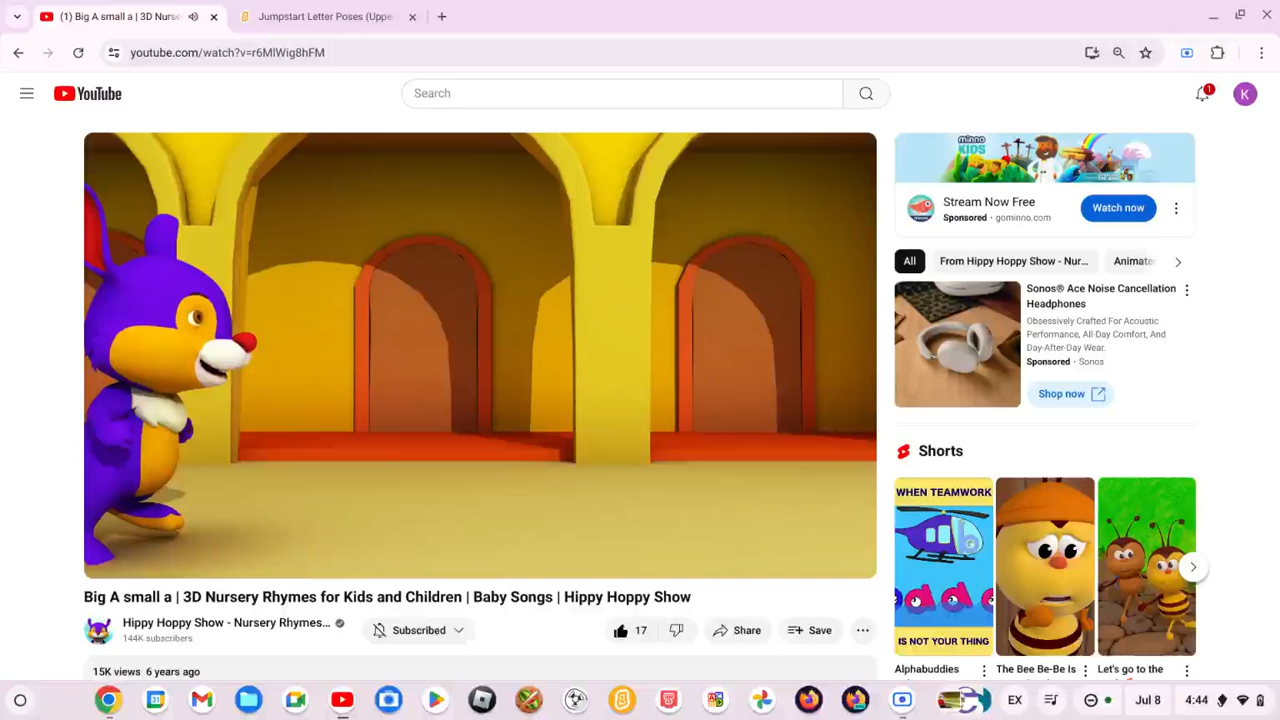 (1) Big A small a | 3D Nurse
Jumpstart Letter Poses (Uppe
youtube.com/watch?v=r6MlWig8hFM
YouTube
Search
1
K
minno
KIDS
Stream Now Free
Sponsored · gominno.com
Watch now
All
From Hippy Hoppy Show - Nur...
Animate
Sonos® Ace Noise Cancellation
Headphones
Obsessively Crafted For Acoustic
Performance, All-Day Comfort, And
Day-After-Day Wear.
Sponsored · Sonos
Shop now
Shorts
WHEN TEAMWORK
b
a a a a
IS NOT YOUR THING
Big A small a | 3D Nursery Rhymes for Kids and Children | Baby Songs | Hippy Hoppy Show
Hippy Hoppy Show - Nursery Rhymes...
144K subscribers
Subscribed
17
Share
Save
15K views 6 years ago
Alphabuddies
The Bee Be-Be Is
Let's go to the
EX
Jul 8
4:44